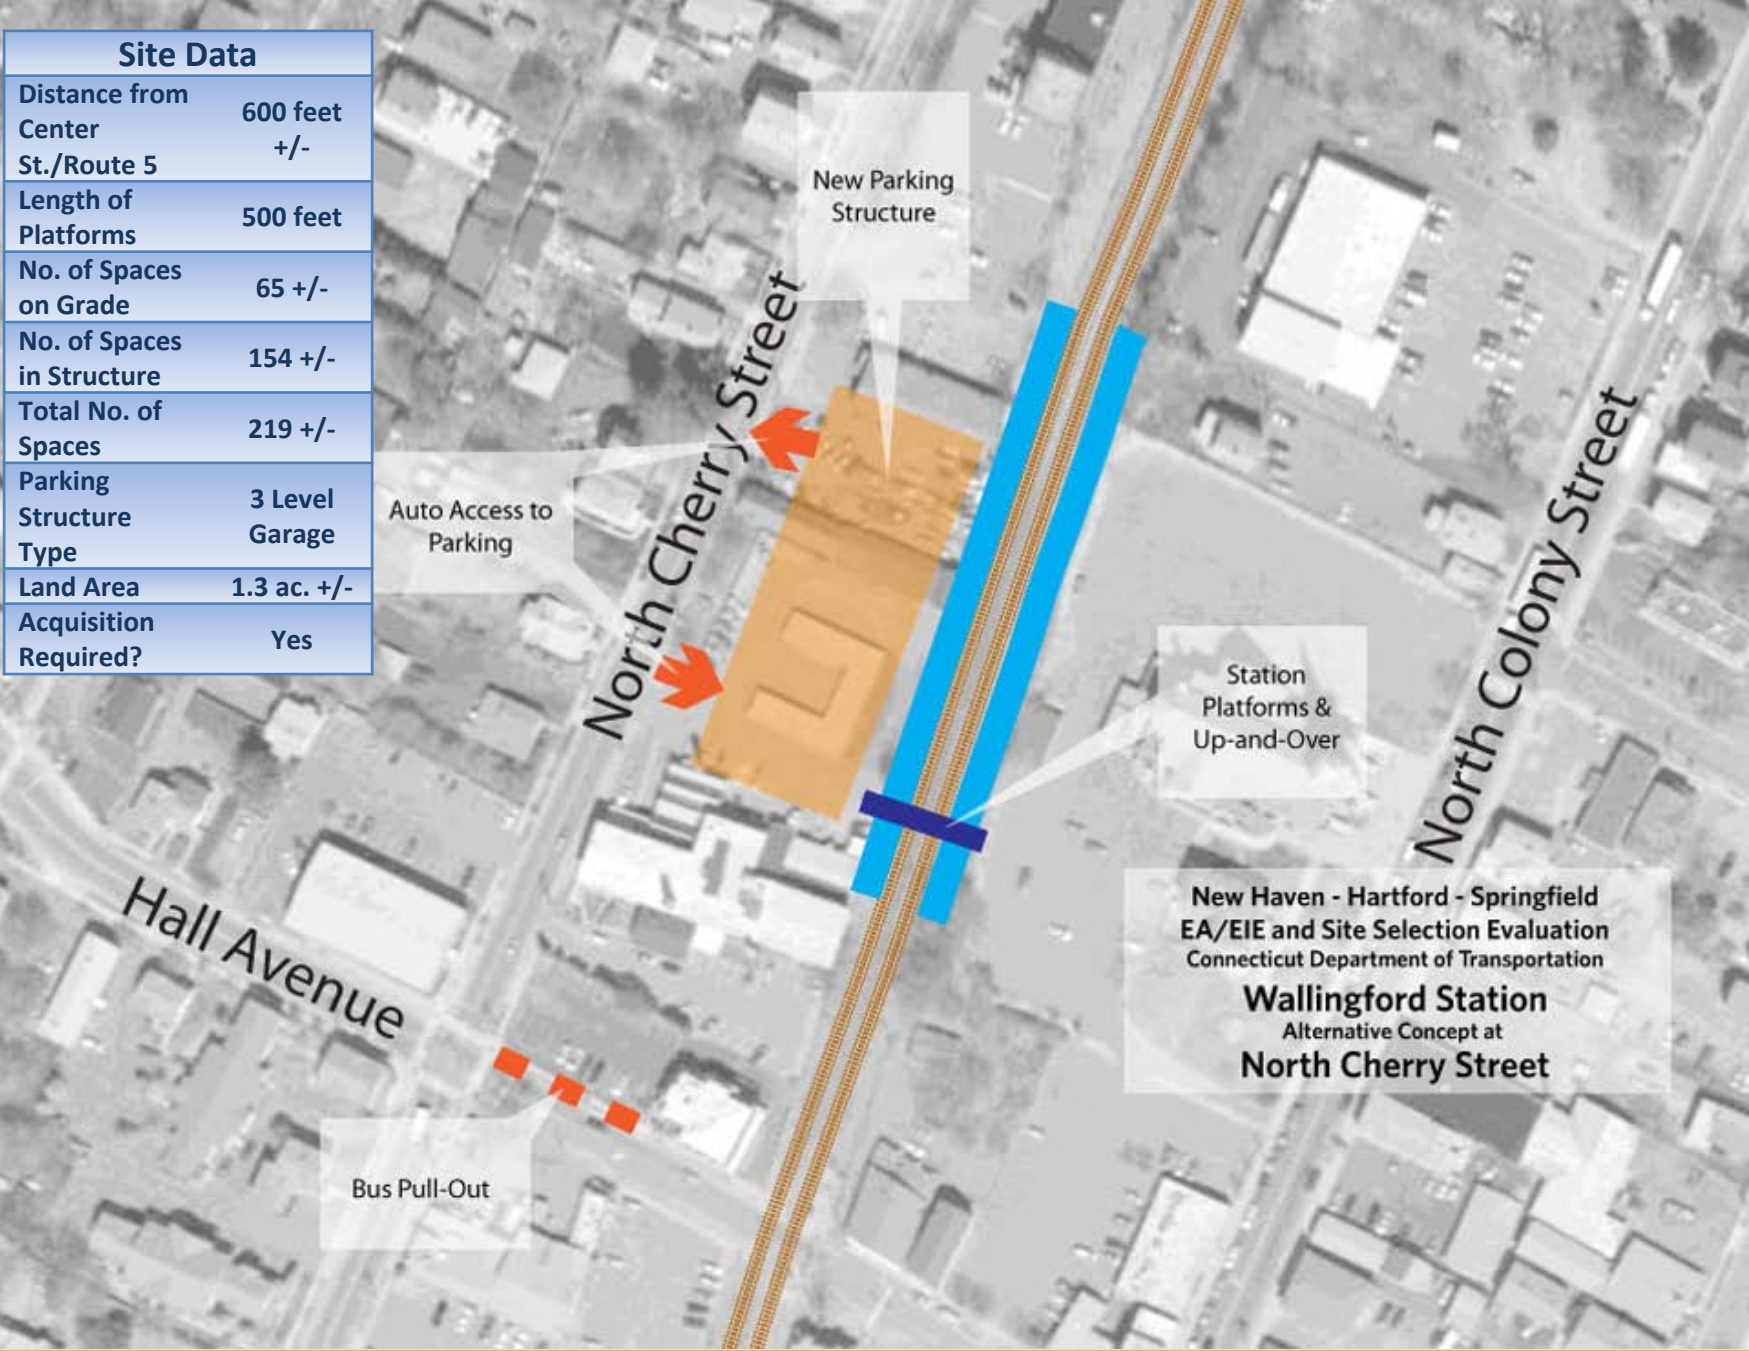 Site Data
Distance from
Center
St./Route 5
600 feet
+/-
Length of
Platforms
500 feet
No. of Spaces
on Grade
65 +/-
No. of Spaces
in Structure
154 +/-
Total No. of
Spaces
219 +/-
Parking
Structure
Type
3 Level
Garage
Land Area
1.3 ac. +/-
Acquisition
Required?
Yes
New Parking
Structure
North Cherry Street
Auto Access to
Parking
North Colony Street
Station
Platforms &
Up-and-Over
Hall Avenue
Bus Pull-Out
New Haven - Hartford - Springfield
EA/EIE and Site Selection Evaluation
Connecticut Department of Transportation
Wallingford Station
Alternative Concept at
North Cherry Street